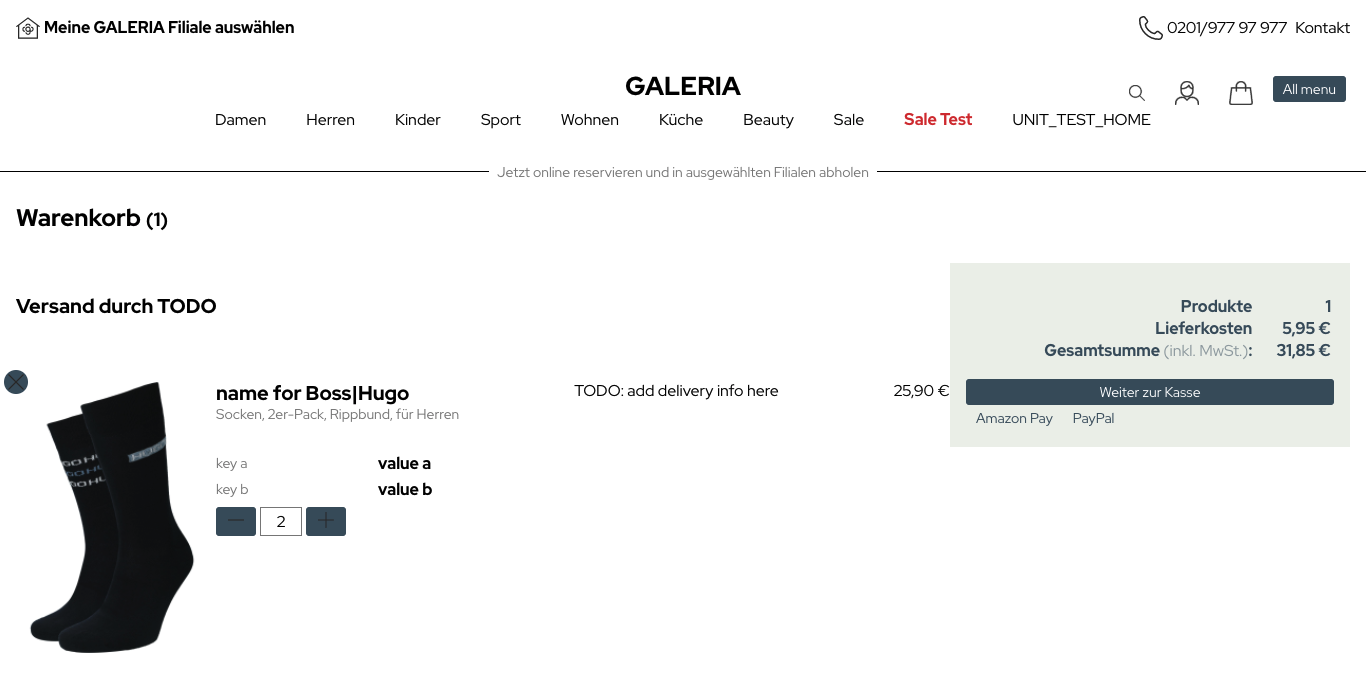 Meine GALERIA Filiale auswählen
0201/977 97 977 Kontakt
GALERIA
All menu
Damen Herren Kinder Sport Wohnen Küche Beauty Sale Sale Test UNIT_TEST_HOME
Jetzt online reservieren und in ausgewählten Filialen abholen
Warenkorb (1)
Versand durch TODO
name for Boss|Hugo
Socken, 2er-Pack, Rippbund, für Herren
key a value a
key b value b
2
TODO: add delivery info here
25,90 €
Produkte 1
Lieferkosten 5,95 €
Gesamtsumme (inkl. MwSt.): 31,85 €
Weiter zur Kasse
Amazon Pay PayPal